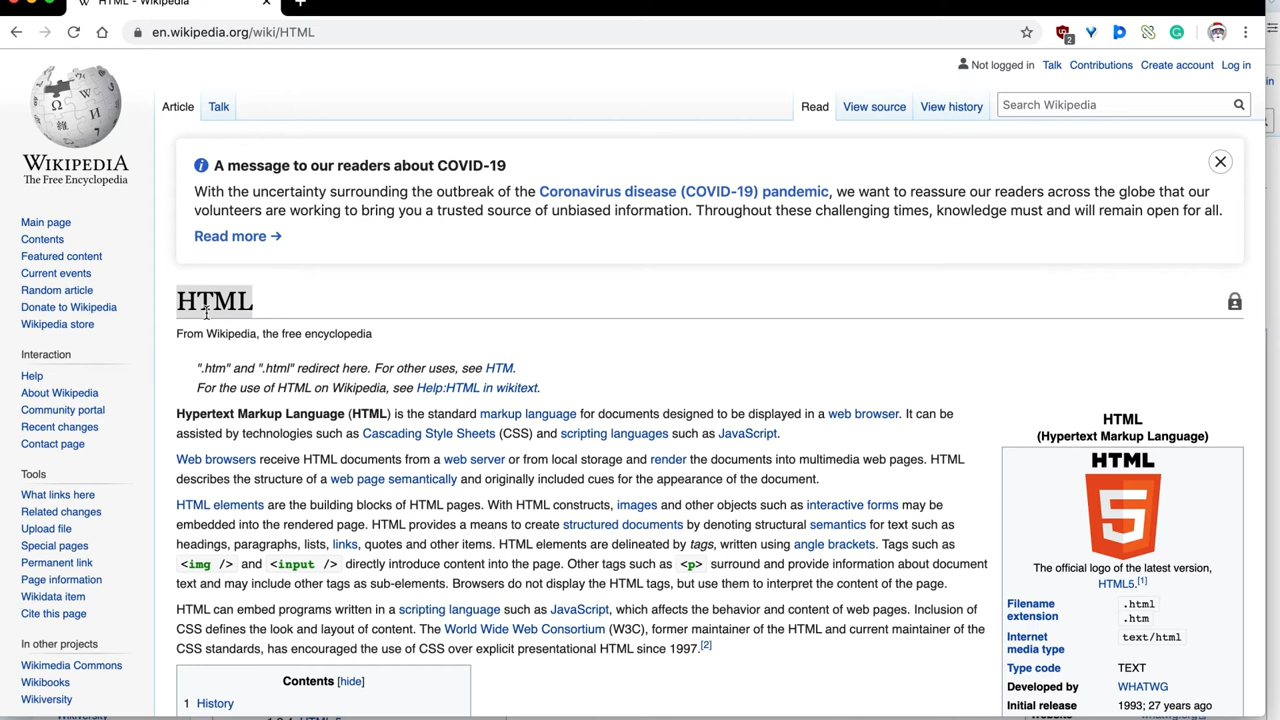 HTML - Wikipedia
en.wikipedia.org/wiki/HTML
2
Not logged in Talk Contributions Create account Log in
Article Talk Read View source View history Search Wikipedia
WIKIPEDIA
The Free Encyclopedia
Main page
Contents
Featured content
Current events
Random article
Donate to Wikipedia
Wikipedia store
Interaction
Help
About Wikipedia
Community portal
Recent changes
Contact page
Tools
What links here
Related changes
Upload file
Special pages
Permanent link
Page information
Wikidata item
Cite this page
In other projects
Wikimedia Commons
Wikibooks
Wikiversity
A message to our readers about COVID-19
With the uncertainty surrounding the outbreak of the Coronavirus disease (COVID-19) pandemic, we want to reassure our readers across the globe that our
volunteers are working to bring you a trusted source of unbiased information. Throughout these challenging times, knowledge must and will remain open for all.
Read more →
HTML
From Wikipedia, the free encyclopedia
".htm" and ".html" redirect here. For other uses, see HTM.
For the use of HTML on Wikipedia, see Help:HTML in wikitext.
Hypertext Markup Language (HTML) is the standard markup language for documents designed to be displayed in a web browser. It can be
assisted by technologies such as Cascading Style Sheets (CSS) and scripting languages such as JavaScript.
Web browsers receive HTML documents from a web server or from local storage and render the documents into multimedia web pages. HTML
describes the structure of a web page semantically and originally included cues for the appearance of the document.
HTML elements are the building blocks of HTML pages. With HTML constructs, images and other objects such as interactive forms may be
embedded into the rendered page. HTML provides a means to create structured documents by denoting structural semantics for text such as
headings, paragraphs, lists, links, quotes and other items. HTML elements are delineated by tags, written using angle brackets. Tags such as
<img /> and <input /> directly introduce content into the page. Other tags such as <p> surround and provide information about document
text and may include other tags as sub-elements. Browsers do not display the HTML tags, but use them to interpret the content of the page.
HTML can embed programs written in a scripting language such as JavaScript, which affects the behavior and content of web pages. Inclusion of
CSS defines the look and layout of content. The World Wide Web Consortium (W3C), former maintainer of the HTML and current maintainer of the
CSS standards, has encouraged the use of CSS over explicit presentational HTML since 1997.[2]
Contents [hide]
1 History
HTML
(Hypertext Markup Language)
HTML
5
The official logo of the latest version,
HTML5.[1]
Filename extension .html
.htm
Internet media type text/html
Type code TEXT
Developed by WHATWG
Initial release 1993; 27 years ago